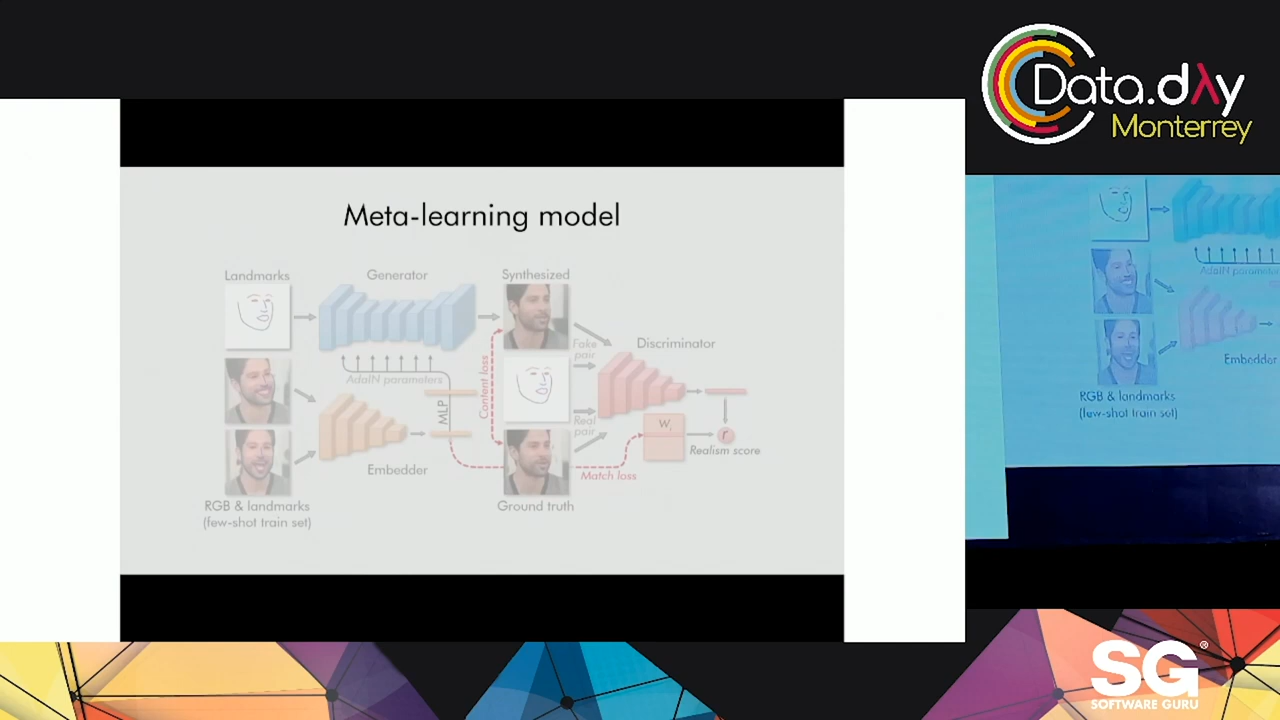 Data.dλy
Monterrey
Meta-learning model
Landmarks
Generator
Synthesized
Fake
pair
Discriminator
AdaIN parameters
Content loss
MLP
Real
pair
W
r
Realism score
Embedder
Match loss
RGB & landmarks
(few-shot train set)
Ground truth
AdaIN parameter
Embedde
RGB & landmarks
(few-shot train set)
SG®
SOFTWARE GURU